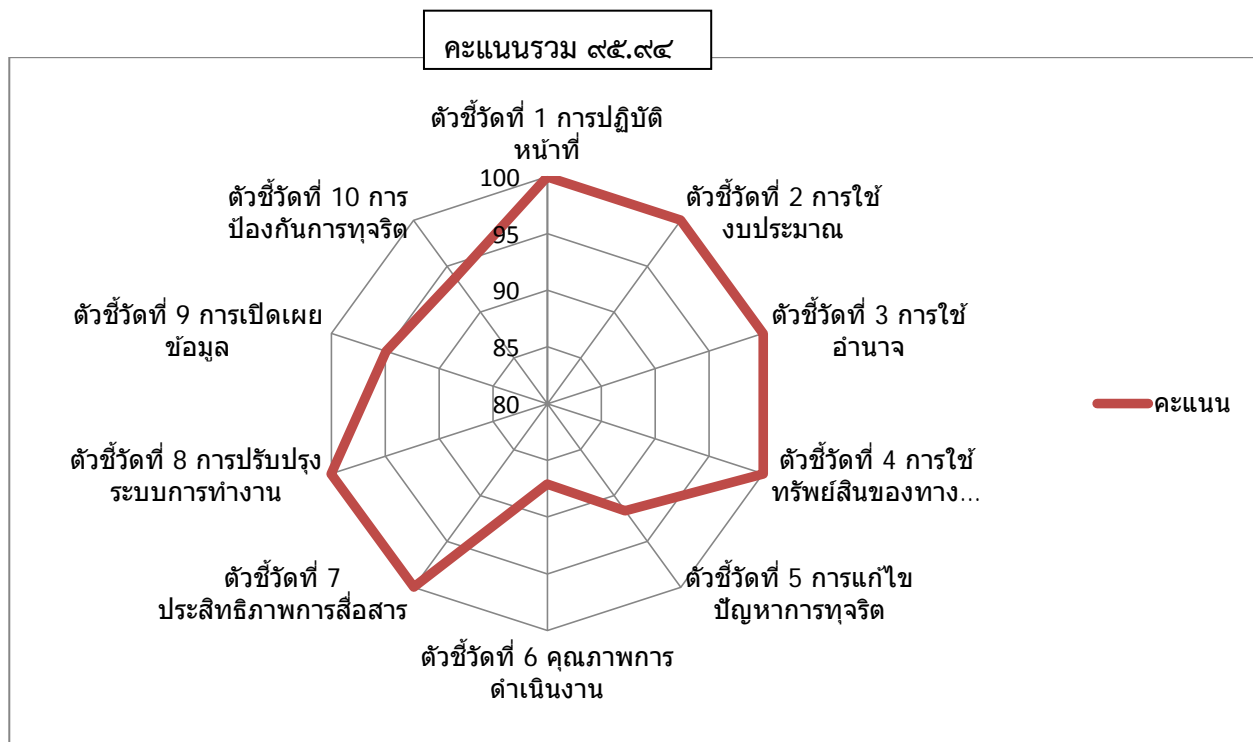 คะแนนรวม ๙๕.๙๔
ตัวชี้วัดที่ 1 การปฏิบัติ
หน้าที่
ตัวชี้วัดที่ 2 การใช้
งบประมาณ
ตัวชี้วัดที่ 3 การใช้
อำนาจ
ตัวชี้วัดที่ 4 การใช้
ทรัพย์สินของทาง...
ตัวชี้วัดที่ 5 การแก้ไข
ปัญหาการทุจริต
ตัวชี้วัดที่ 6 คุณภาพการ
ดำเนินงาน
ตัวชี้วัดที่ 7
ประสิทธิภาพการสื่อสาร
ตัวชี้วัดที่ 8 การปรับปรุง
ระบบการทำงาน
ตัวชี้วัดที่ 9 การเปิดเผย
ข้อมูล
ตัวชี้วัดที่ 10 การ
ป้องกันการทุจริต
100
95
90
85
80
คะแนน